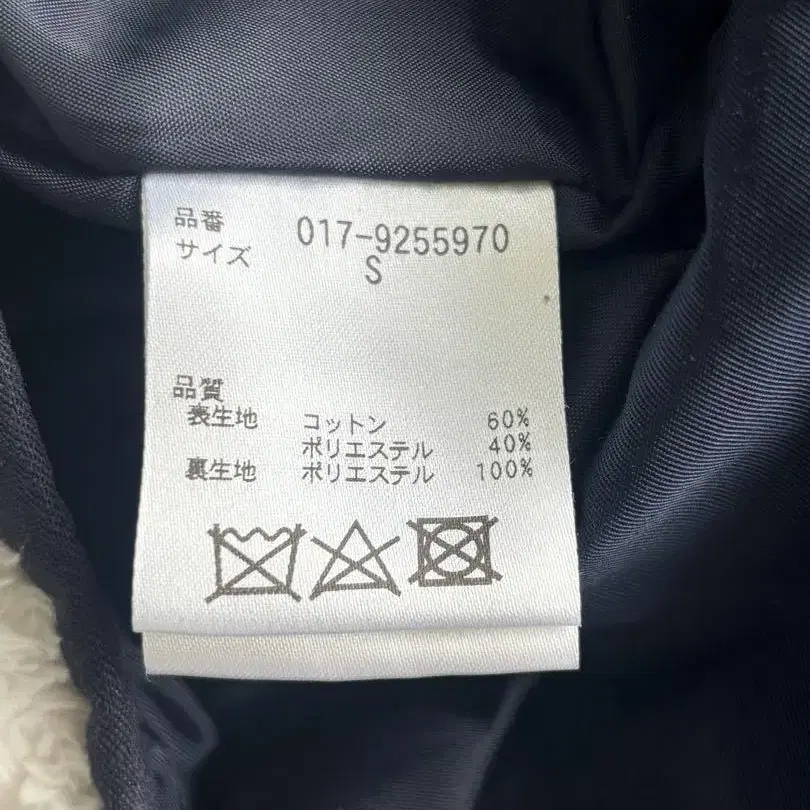 品番 017-9255970
サイズ S
品質
表生地 コットン 60%
ポリエステル 40%
裏生地 ポリエステル 100%